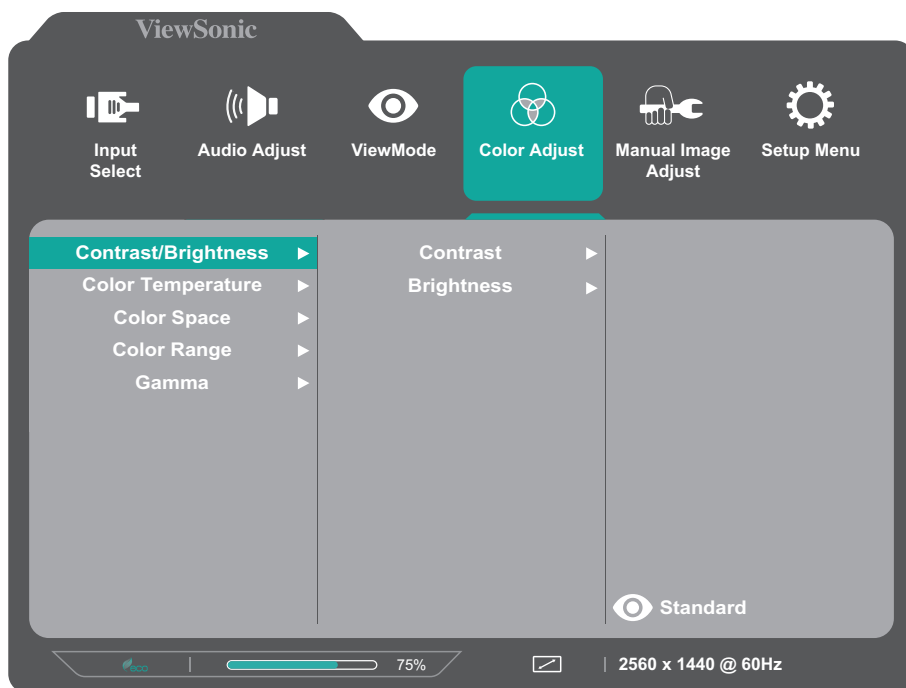 ViewSonic
Input
Select
Audio Adjust
ViewMode
Color Adjust
Manual Image
Adjust
Setup Menu
Contrast/Brightness
Color Temperature
Color Space
Color Range
Gamma
Contrast
Brightness
Standard
eco
75%
2560 x 1440 @ 60Hz